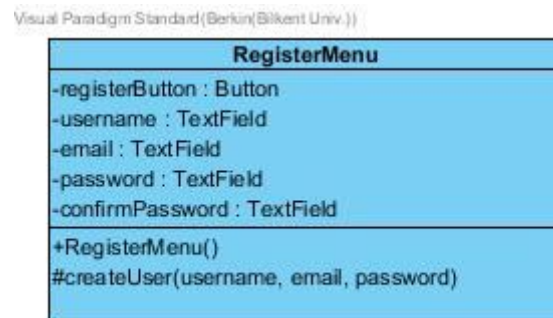 Visual Paradigm Standard(Berkin(Bilkent Univ.))
RegisterMenu
-registerButton : Button
-username : TextField
-email : TextField
-password : TextField
-confirmPassword : TextField
+RegisterMenu()
#createUser(username, email, password)